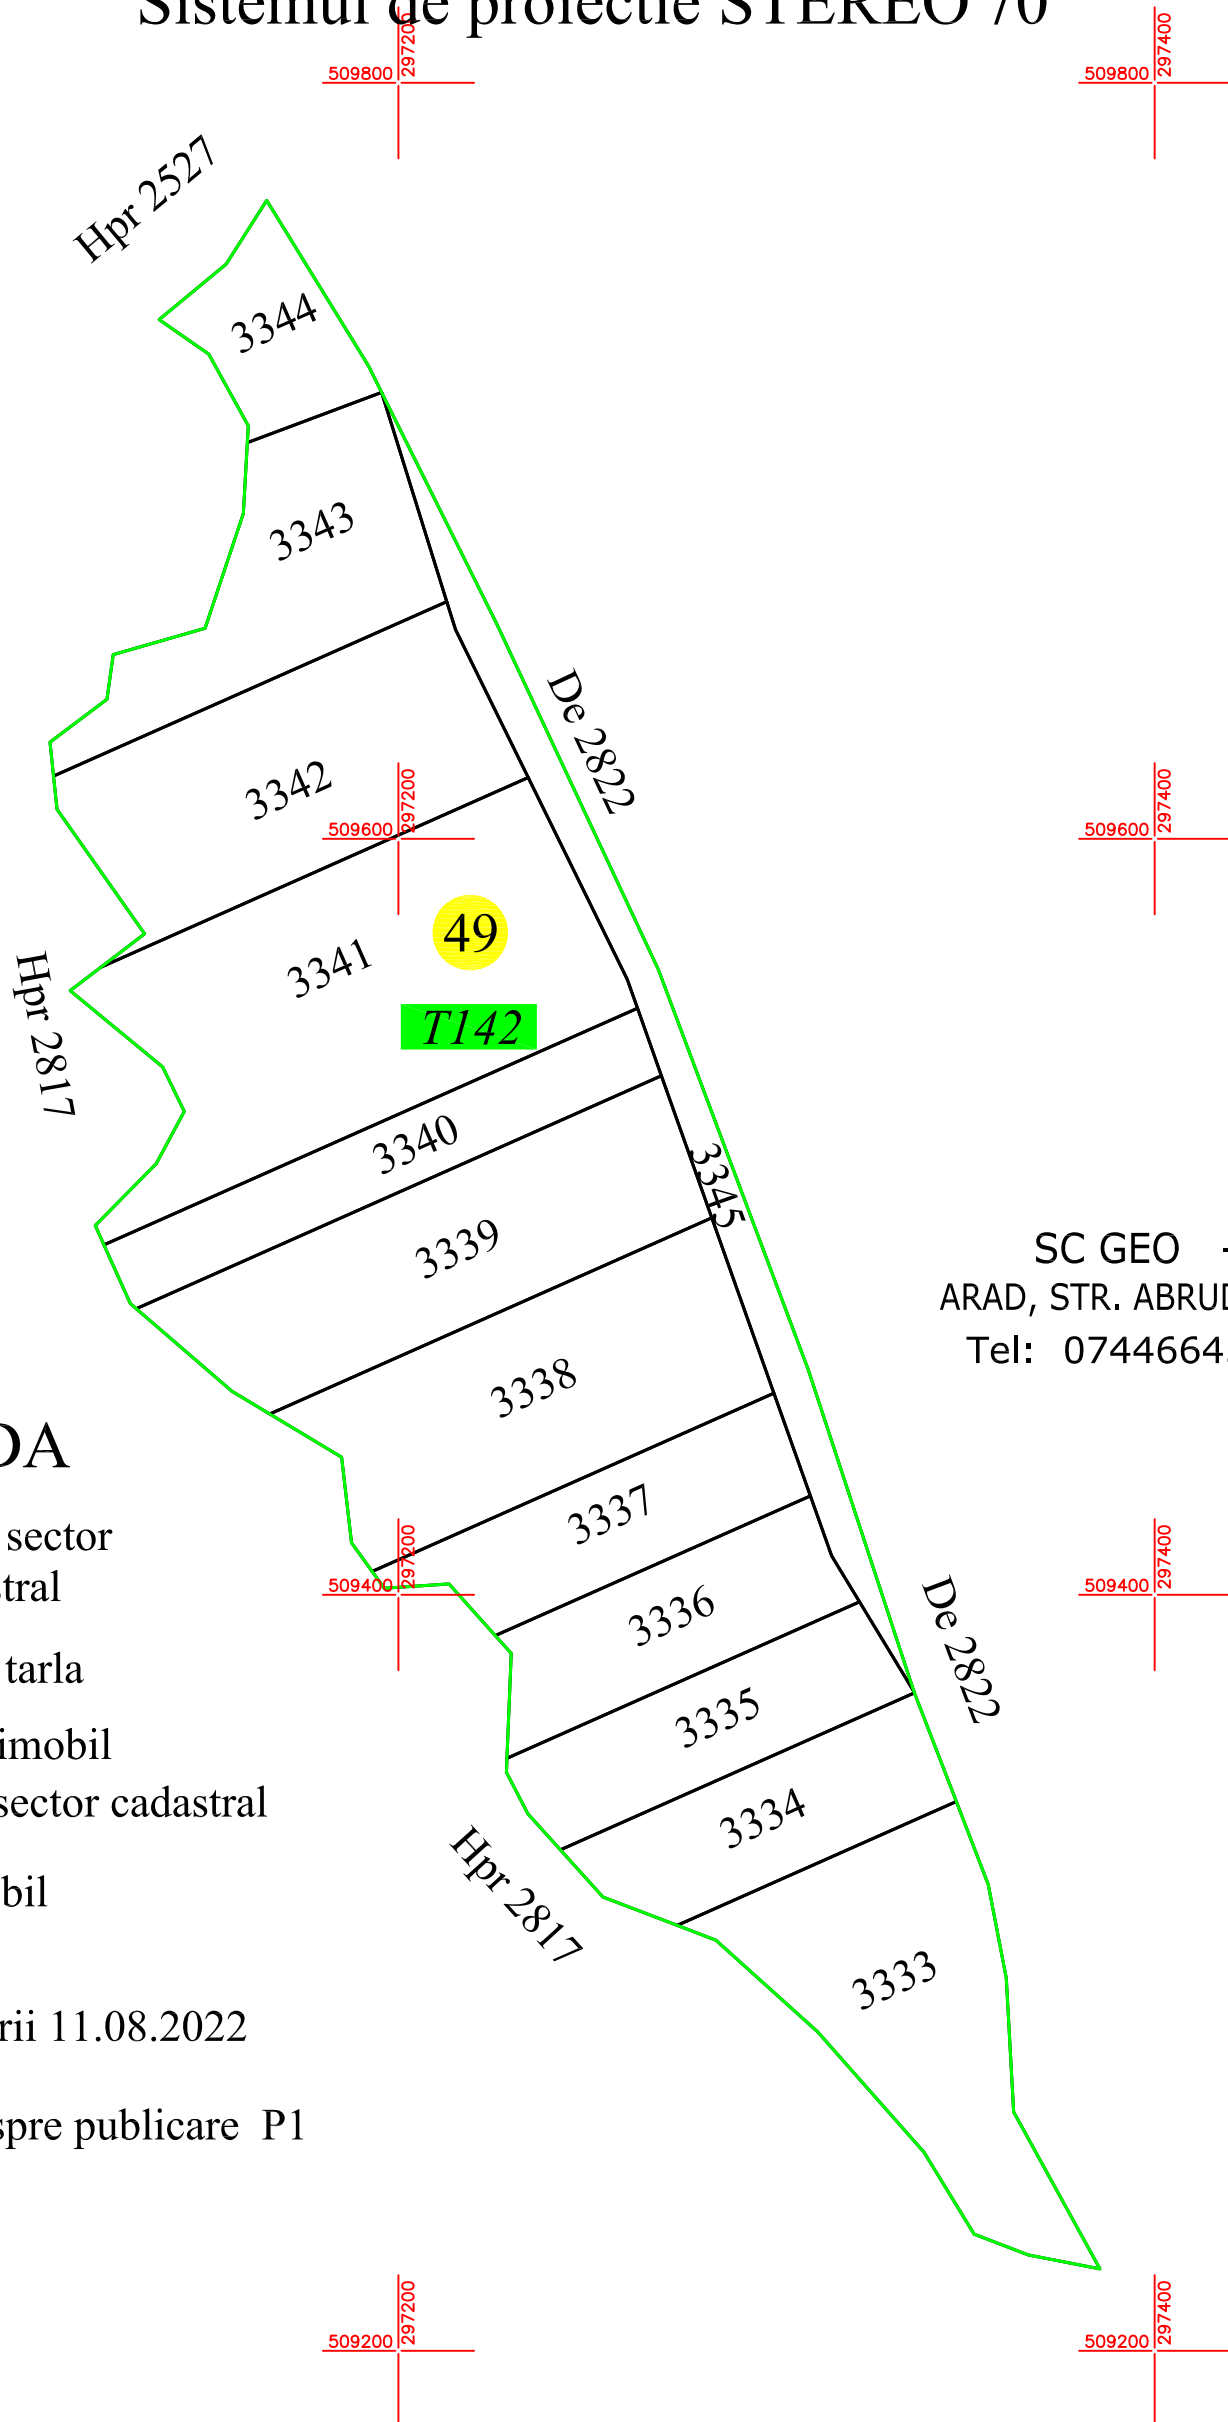 Sistemul de proiectie STEREO 70
297200
297400
509800
509800
Hpr 2527
3344
3343
De 2822
3342
297200
297400
509600
509600
49
3341
T142
Hpr 2817
3340
3345
3339
SC GEO -
ARAD, STR. ABRUD
Tel: 0744664
3338
DA
3337
sector
297200
297400
stral
509400
509400
3336
De 2822
tarla
3335
imobil
sector cadastral
3334
Hpr 2817
bil
3333
rii 11.08.2022
spre publicare P1
297200
297400
509200
509200